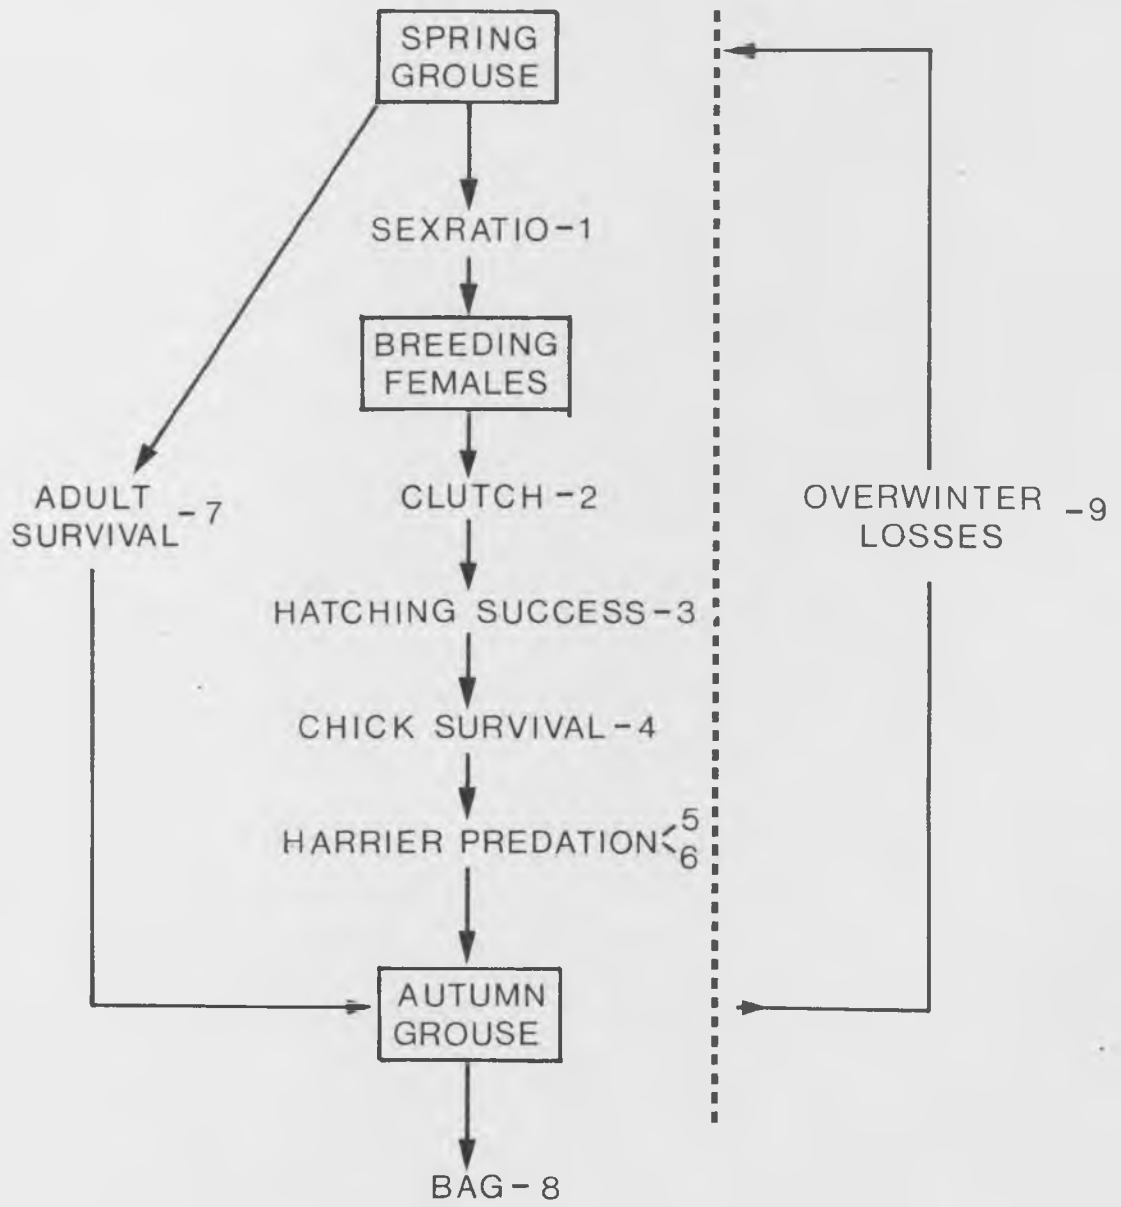 SPRING
GROUSE
SEXRATIO-1
BREEDING
FEMALES
ADULT
SURVIVAL -7
CLUTCH-2
OVERWINTER
LOSSES -9
HATCHING SUCCESS-3
CHICK SURVIVAL-4
HARRIER PREDATION<5
6
AUTUMN
GROUSE
BAG-8